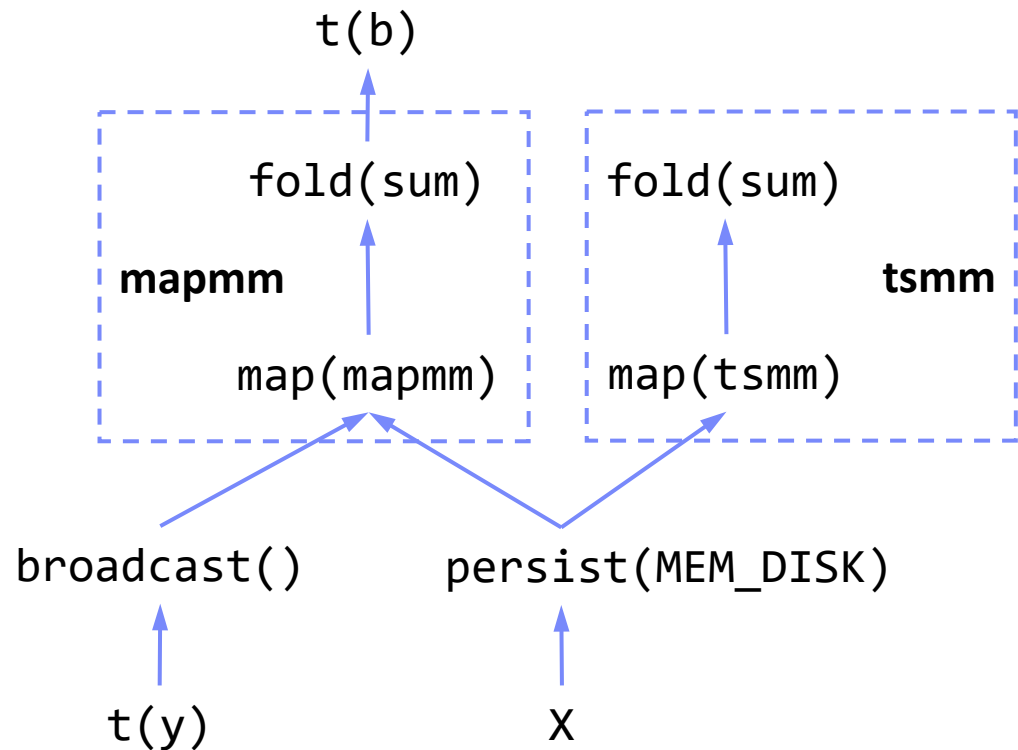 t(b)
fold(sum) fold(sum)
mapmm tsmm
map(mapmm) map(tsmm)
broadcast() persist(MEM_DISK)
t(y) X